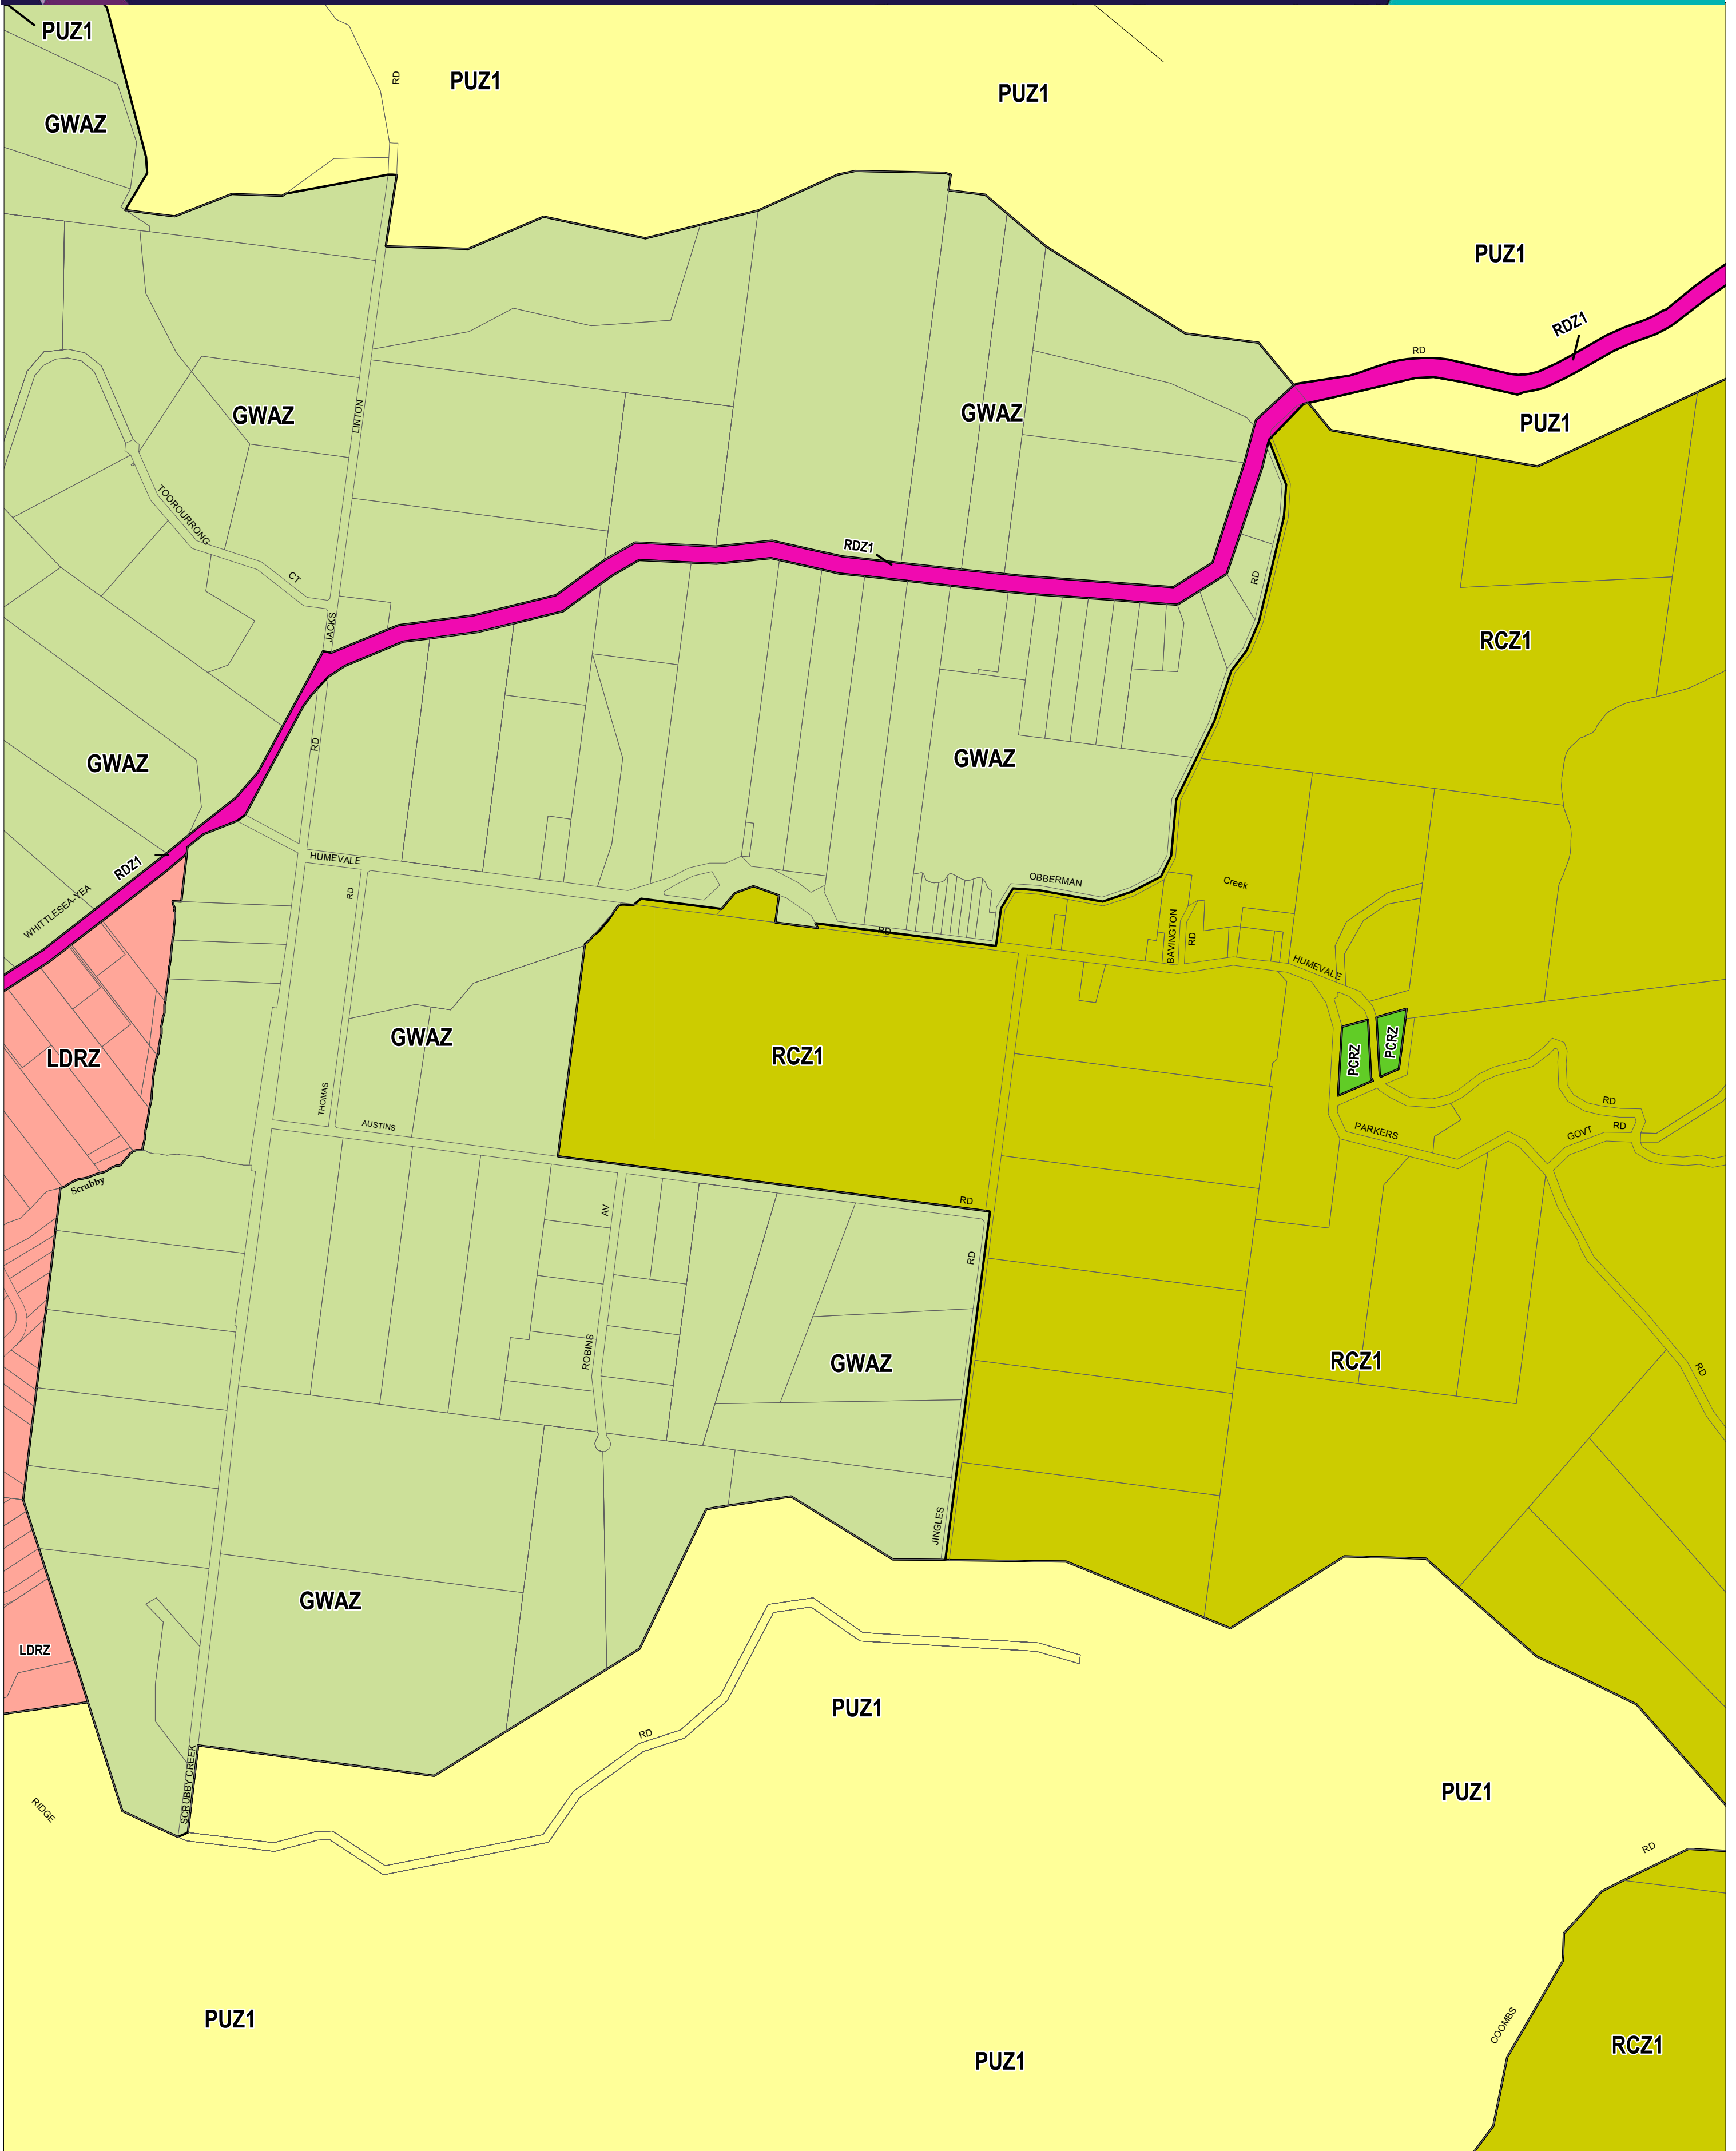 PUZ1
RD
PUZ1
PUZ1
GWAZ
PUZ1
RDZ1
RD
GWAZ
LINTON
GWAZ
PUZ1
TOOROURRONG
RDZ1
CT
RD
JACKS
RCZ1
RD
GWAZ
GWAZ
HUMEVALE
RDZ1
RD
OBBERMAN
Creek
WHITTLESEA-YEA
RD
BAVINGTON
RD
HUMEVALE
GWAZ
PCRZ
PCRZ
LDRZ
RCZ1
THOMAS
RD
AUSTINS
PARKERS
GOVT
RD
Scrubby
RD
AV
RD
ROBINS
GWAZ
RCZ1
RD
JINGLES
GWAZ
LDRZ
PUZ1
RD
SCRUBBY CREEK
PUZ1
RIDGE
RD
PUZ1
COOMBS
RCZ1
PUZ1